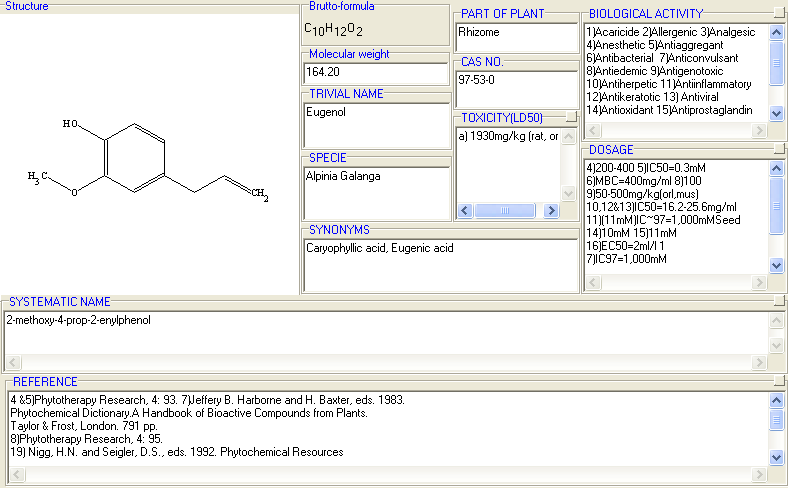 Structure
HO
H3C
O
CH2
Brutto-formula
C10H12O2
Molecular weight
164.20
TRIVIAL NAME
Eugenol
SPECIE
Alpinia Galanga
SYNONYMS
Caryophyllic acid, Eugenic acid
PART OF PLANT
Rhizome
CAS NO.
97-53-0
TOXICITY(LD50)
a) 1930mg/kg (rat, or
BIOLOGICAL ACTIVITY
1)Acaricide 2)Allergenic 3)Analgesic
4)Anesthetic 5)Antiaggregant
6)Antibacterial 7)Anticonvulsant
8)Antiedemic 9)Antigenotoxic
10)Antiherpetic 11)Antiinflammatory
12)Antikeratotic 13) Antiviral
14)Antioxidant 15)Antiprostaglandin
DOSAGE
4)200-400 5)IC50=0.3mM
6)MBC=400mg/ml 8)100
9)50-500mg/kg(orl,mus)
10,12&13)IC50=16.2-25.6mg/ml
11)(11mM)IC~97=1,000mMSeed
14)10mM 15)11mM
16)EC50=2ml/l 1
7)IC97=1,000mM
SYSTEMATIC NAME
2-methoxy-4-prop-2-enylphenol
REFERENCE
4 &5)Phytotherapy Research, 4: 93. 7)Jeffery B. Harborne and H. Baxter, eds. 1983.
Phytochemical Dictionary.A Handbook of Bioactive Compounds from Plants.
Taylor & Frost, London. 791 pp.
8)Phytotherapy Research, 4: 95.
19) Nigg, H.N. and Seigler, D.S., eds. 1992. Phytochemical Resources